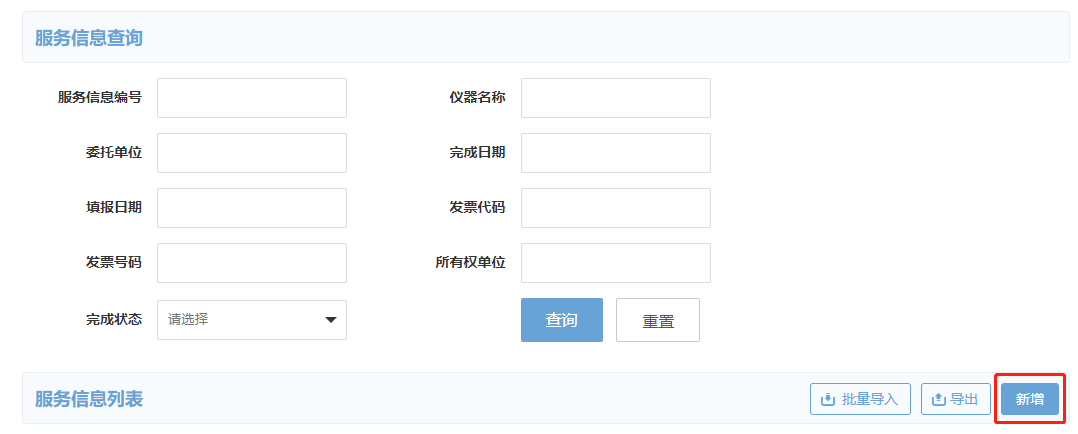 服务信息查询
服务信息编号 仪器名称
委托单位 完成日期
填报日期 发票代码
发票号码 所有权单位
完成状态 请选择 查询 重置
服务信息列表 批量导入 导出 新增